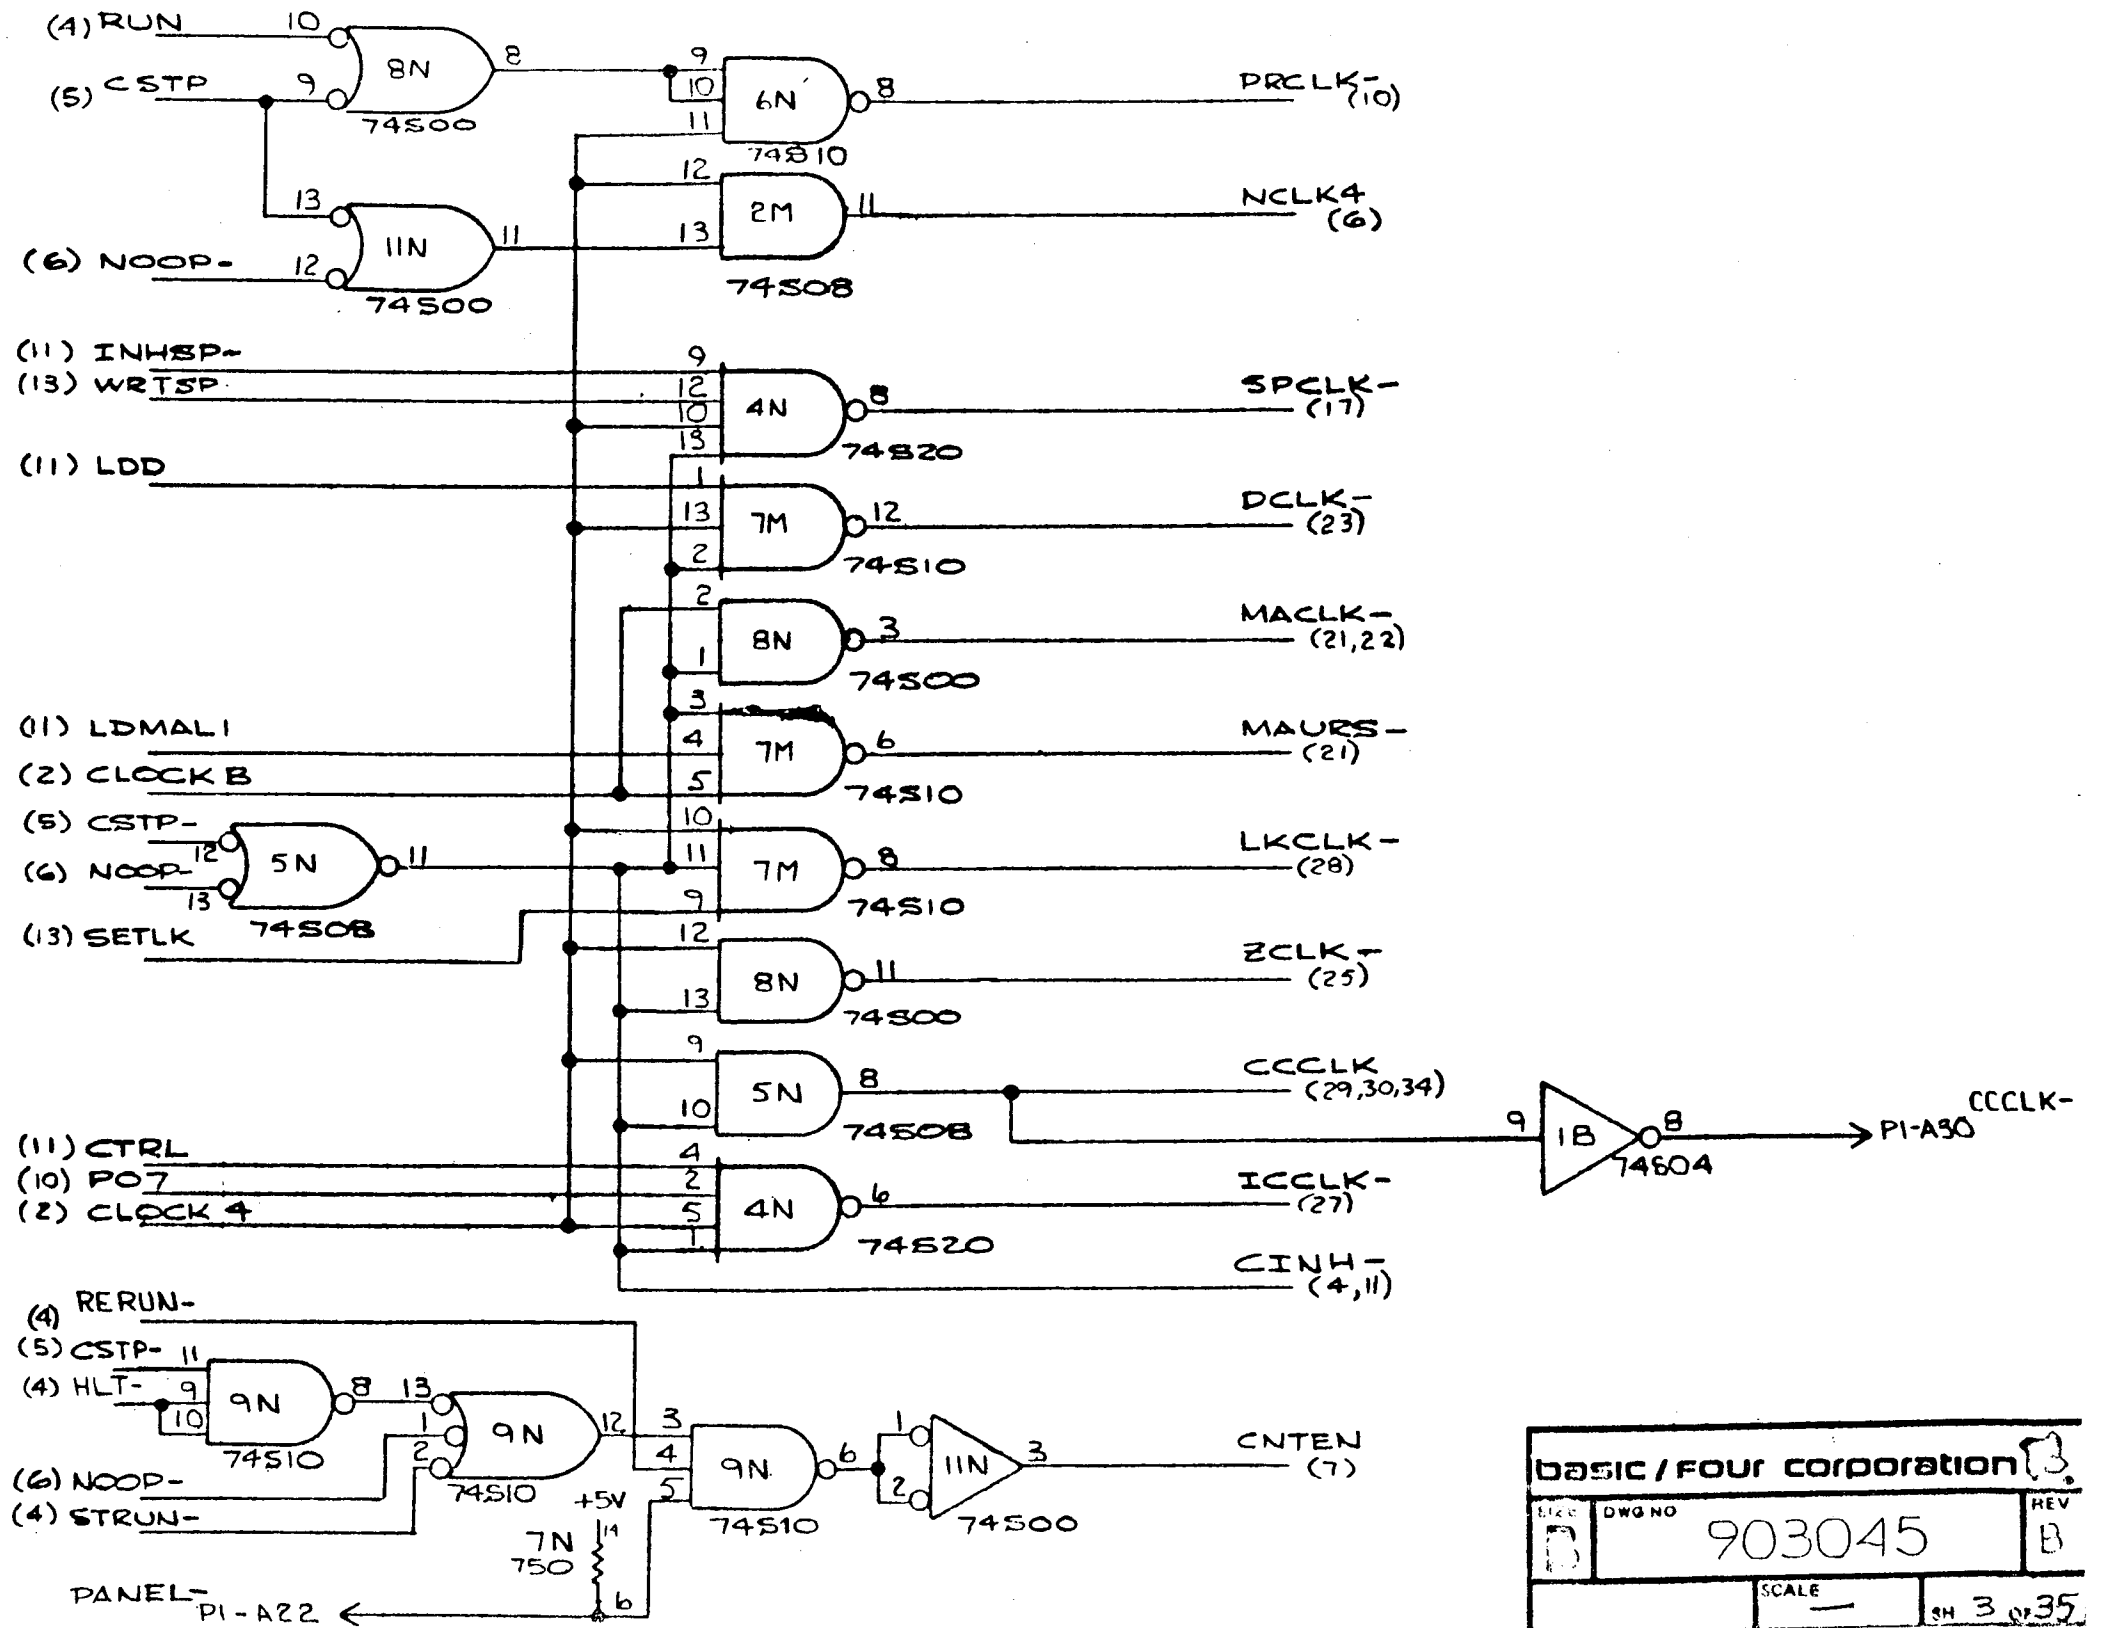 (4) RUN 10
8N 8
(5) CSTP 9
74S00
9
10
11
6N 8
74S10
PRCLK-
(10)
13
11N 11
(6) NOOP- 12
74S00
12
13
2M 11
74S08
NCLK4
(6)
(11) INHSP-
(13) WRTSP
9
12
10
13
4N 8
74S20
SPCLK-
(17)
(11) LDD
1
13
2
7M 12
74S10
DCLK-
(23)
2
1
8N 3
74S00
MACLK-
(21,22)
(11) LDMAL1
(2) CLOCK B
3
4
5
7M 6
74S10
MAURS-
(21)
(5) CSTP-
12
(6) NOOP-
13
5N 11
74S08
(13) SETLK
10
11
9
7M 8
74S10
LKCLK-
(28)
12
13
8N 11
74S00
ZCLK-
(25)
9
10
5N 8
74S08
CCCLK
(29,30,34)
9 1B 8
74S04
P1-A30
CCCLK-
(11) CTRL
(10) PO7
(2) CLOCK 4
4
2
5
1
4N 6
74S20
ICCLK-
(27)
CINH-
(4,11)
(4) RERUN-
(5) CSTP- 11
(4) HLT- 9
10
9N 8
74S10
13
1
2
9N 12
74S10
(6) NOOP-
(4) STRUN-
3
4
5
9N 6
74S10
1
2
11N 3
74S00
CNTEN
(7)
+5V
14
7N
750
6
PANEL-
P1-A22
basic/four corporation
SIZE
B
DWG NO
903045
REV
B
SCALE
—
SH 3 OF 35